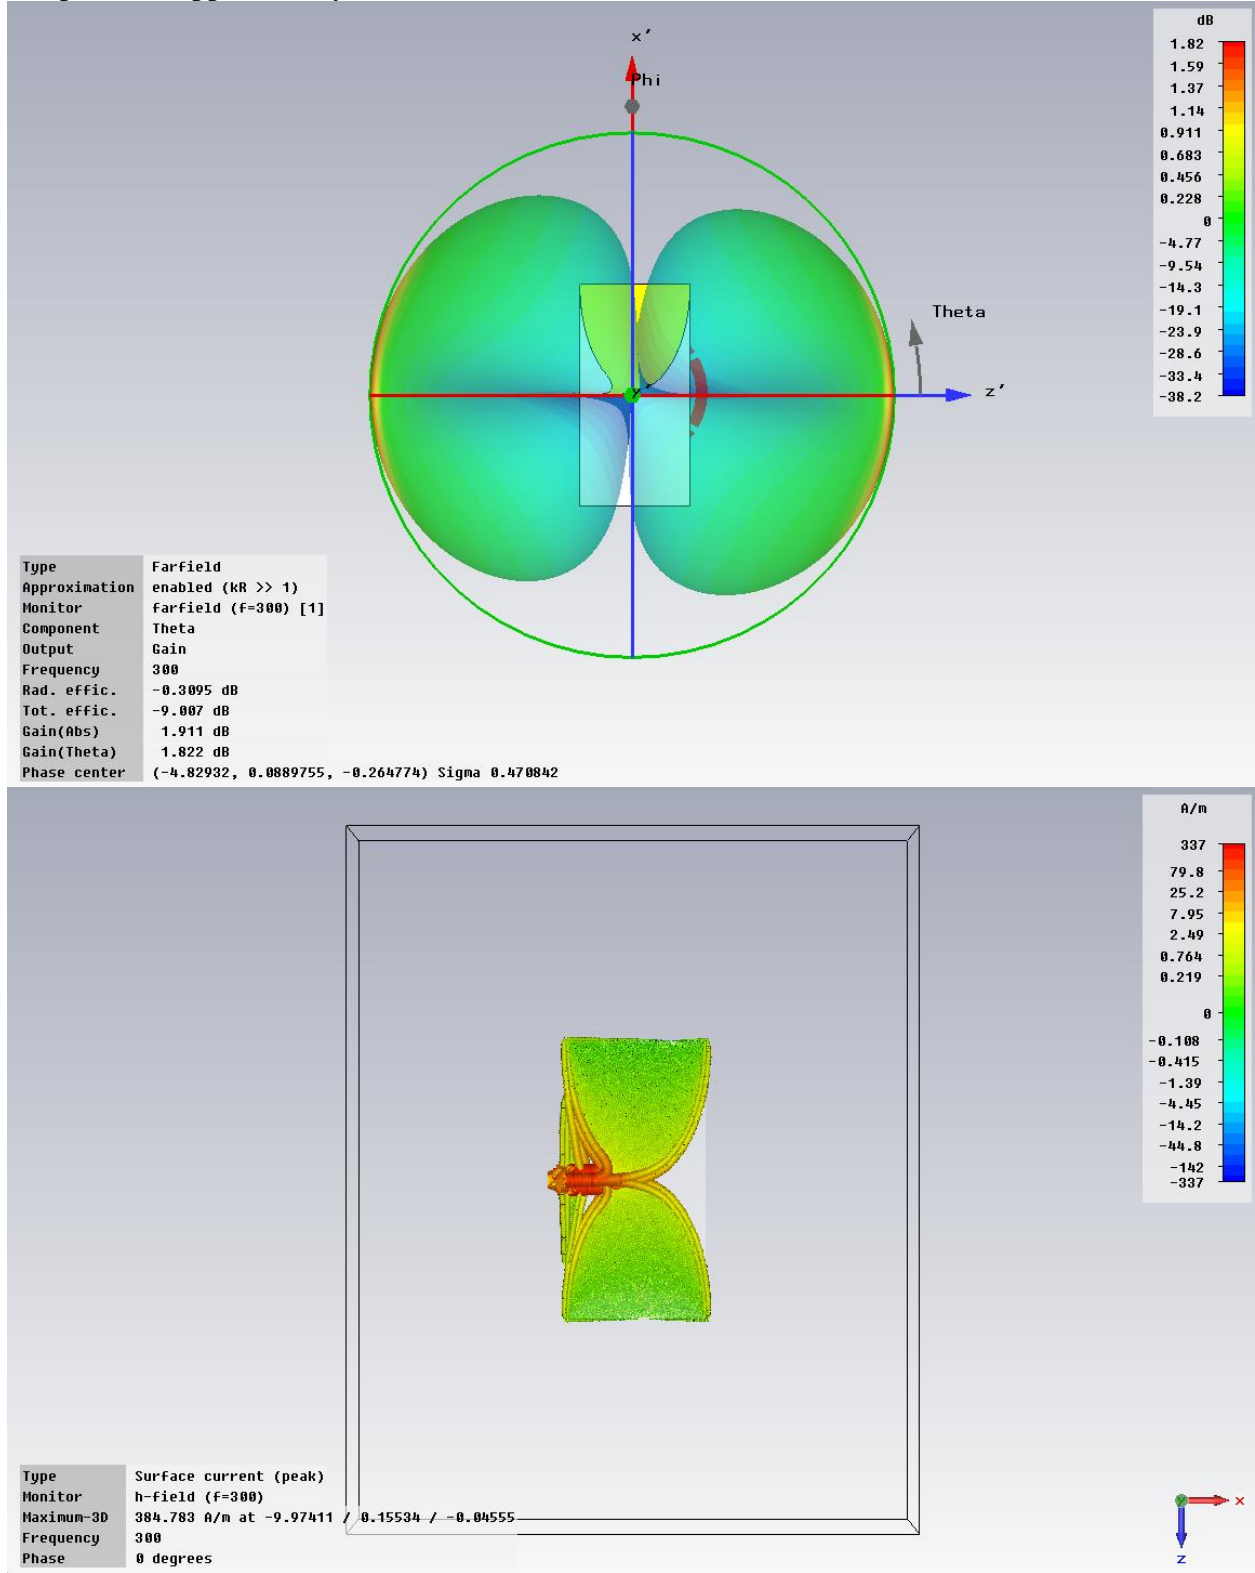 dB
1.82
1.59
1.37
1.14
0.911
0.683
0.456
0.228
0
-4.77
-9.54
-14.3
-19.1
-23.9
-28.6
-33.4
-38.2
x'
Phi
Theta
y'
z'
Type Farfield
Approximation enabled (kR >> 1)
Monitor farfield (f=300) [1]
Component Theta
Output Gain
Frequency 300
Rad. effic. -0.3095 dB
Tot. effic. -9.007 dB
Gain(Abs) 1.911 dB
Gain(Theta) 1.822 dB
Phase center (-4.82932, 0.0889755, -0.264774) Sigma 0.470842
A/m
337
79.8
25.2
7.95
2.49
0.764
0.219
0
-0.108
-0.415
-1.39
-4.45
-14.2
-44.8
-142
-337
Type Surface current (peak)
Monitor h-field (f=300)
Maximum-3D 384.783 A/m at -9.97411 / 0.15534 / -0.04555
Frequency 300
Phase 0 degrees
y
x
z